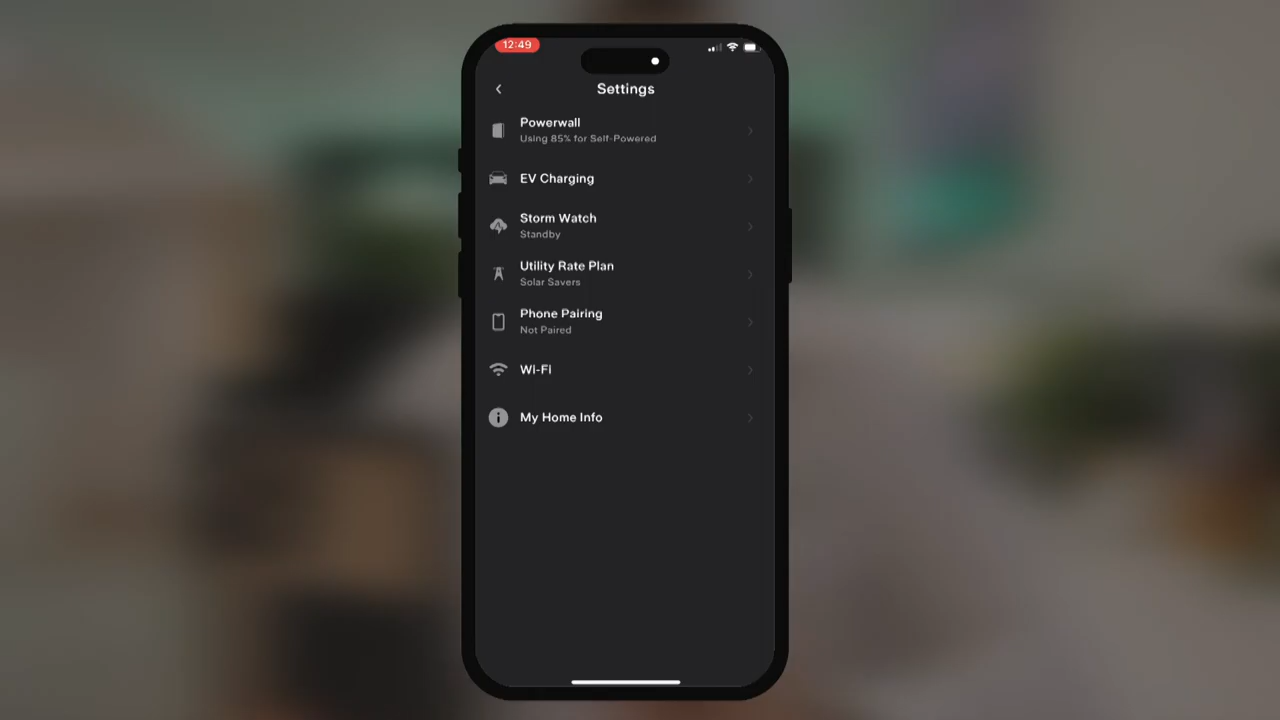 12:49
Settings
Powerwall
Using 85% for Self-Powered
EV Charging
Storm Watch
Standby
Utility Rate Plan
Solar Savers
Phone Pairing
Not Paired
Wi-Fi
My Home Info